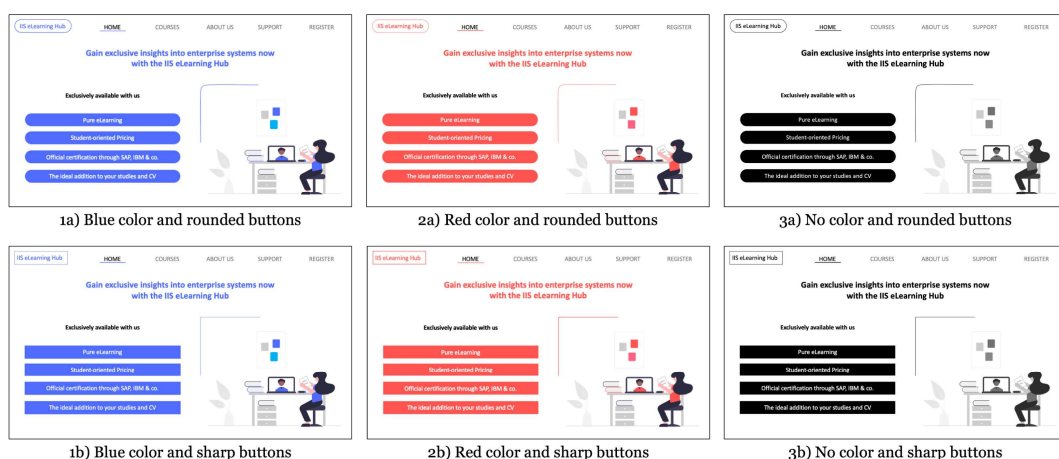 IIS eLearning Hub HOME COURSES ABOUT US SUPPORT REGISTER
Gain exclusive insights into enterprise systems now
with the IIS eLearning Hub
Exclusively available with us
Pure eLearning
Student-oriented Pricing
Official certification through SAP, IBM & co.
The ideal addition to your studies and CV
1a) Blue color and rounded buttons
IIS eLearning Hub HOME COURSES ABOUT US SUPPORT REGISTER
Gain exclusive insights into enterprise systems now
with the IIS eLearning Hub
Exclusively available with us
Pure eLearning
Student-oriented Pricing
Official certification through SAP, IBM & co.
The ideal addition to your studies and CV
2a) Red color and rounded buttons
IIS eLearning Hub HOME COURSES ABOUT US SUPPORT REGISTER
Gain exclusive insights into enterprise systems now
with the IIS eLearning Hub
Exclusively available with us
Pure eLearning
Student-oriented Pricing
Official certification through SAP, IBM & co.
The ideal addition to your studies and CV
3a) No color and rounded buttons
IIS eLearning Hub HOME COURSES ABOUT US SUPPORT REGISTER
Gain exclusive insights into enterprise systems now
with the IIS eLearning Hub
Exclusively available with us
Pure eLearning
Student-oriented Pricing
Official certification through SAP, IBM & co.
The ideal addition to your studies and CV
1b) Blue color and sharp buttons
IIS eLearning Hub HOME COURSES ABOUT US SUPPORT REGISTER
Gain exclusive insights into enterprise systems now
with the IIS eLearning Hub
Exclusively available with us
Pure eLearning
Student-oriented Pricing
Official certification through SAP, IBM & co.
The ideal addition to your studies and CV
2b) Red color and sharp buttons
IIS eLearning Hub HOME COURSES ABOUT US SUPPORT REGISTER
Gain exclusive insights into enterprise systems now
with the IIS eLearning Hub
Exclusively available with us
Pure eLearning
Student-oriented Pricing
Official certification through SAP, IBM & co.
The ideal addition to your studies and CV
3b) No color and sharp buttons